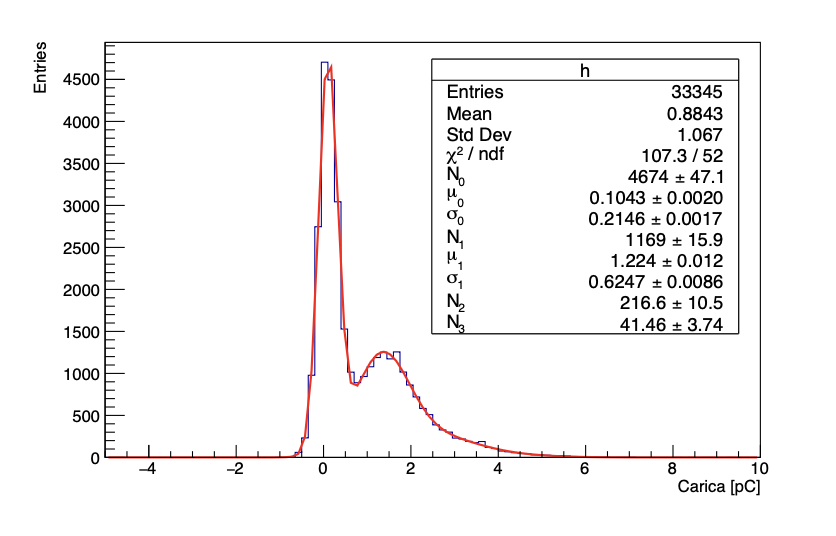 Entries
4500
4000
3500
3000
2500
2000
1500
1000
500
0
−4
−2
0
2
4
6
8
10
Carica [pC]
h
Entries 33345
Mean 0.8843
Std Dev 1.067
χ² / ndf 107.3 / 52
N₀ 4674 ± 47.1
μ₀ 0.1043 ± 0.0020
σ₀ 0.2146 ± 0.0017
N₁ 1169 ± 15.9
μ₁ 1.224 ± 0.012
σ₁ 0.6247 ± 0.0086
N₂ 216.6 ± 10.5
N₃ 41.46 ± 3.74